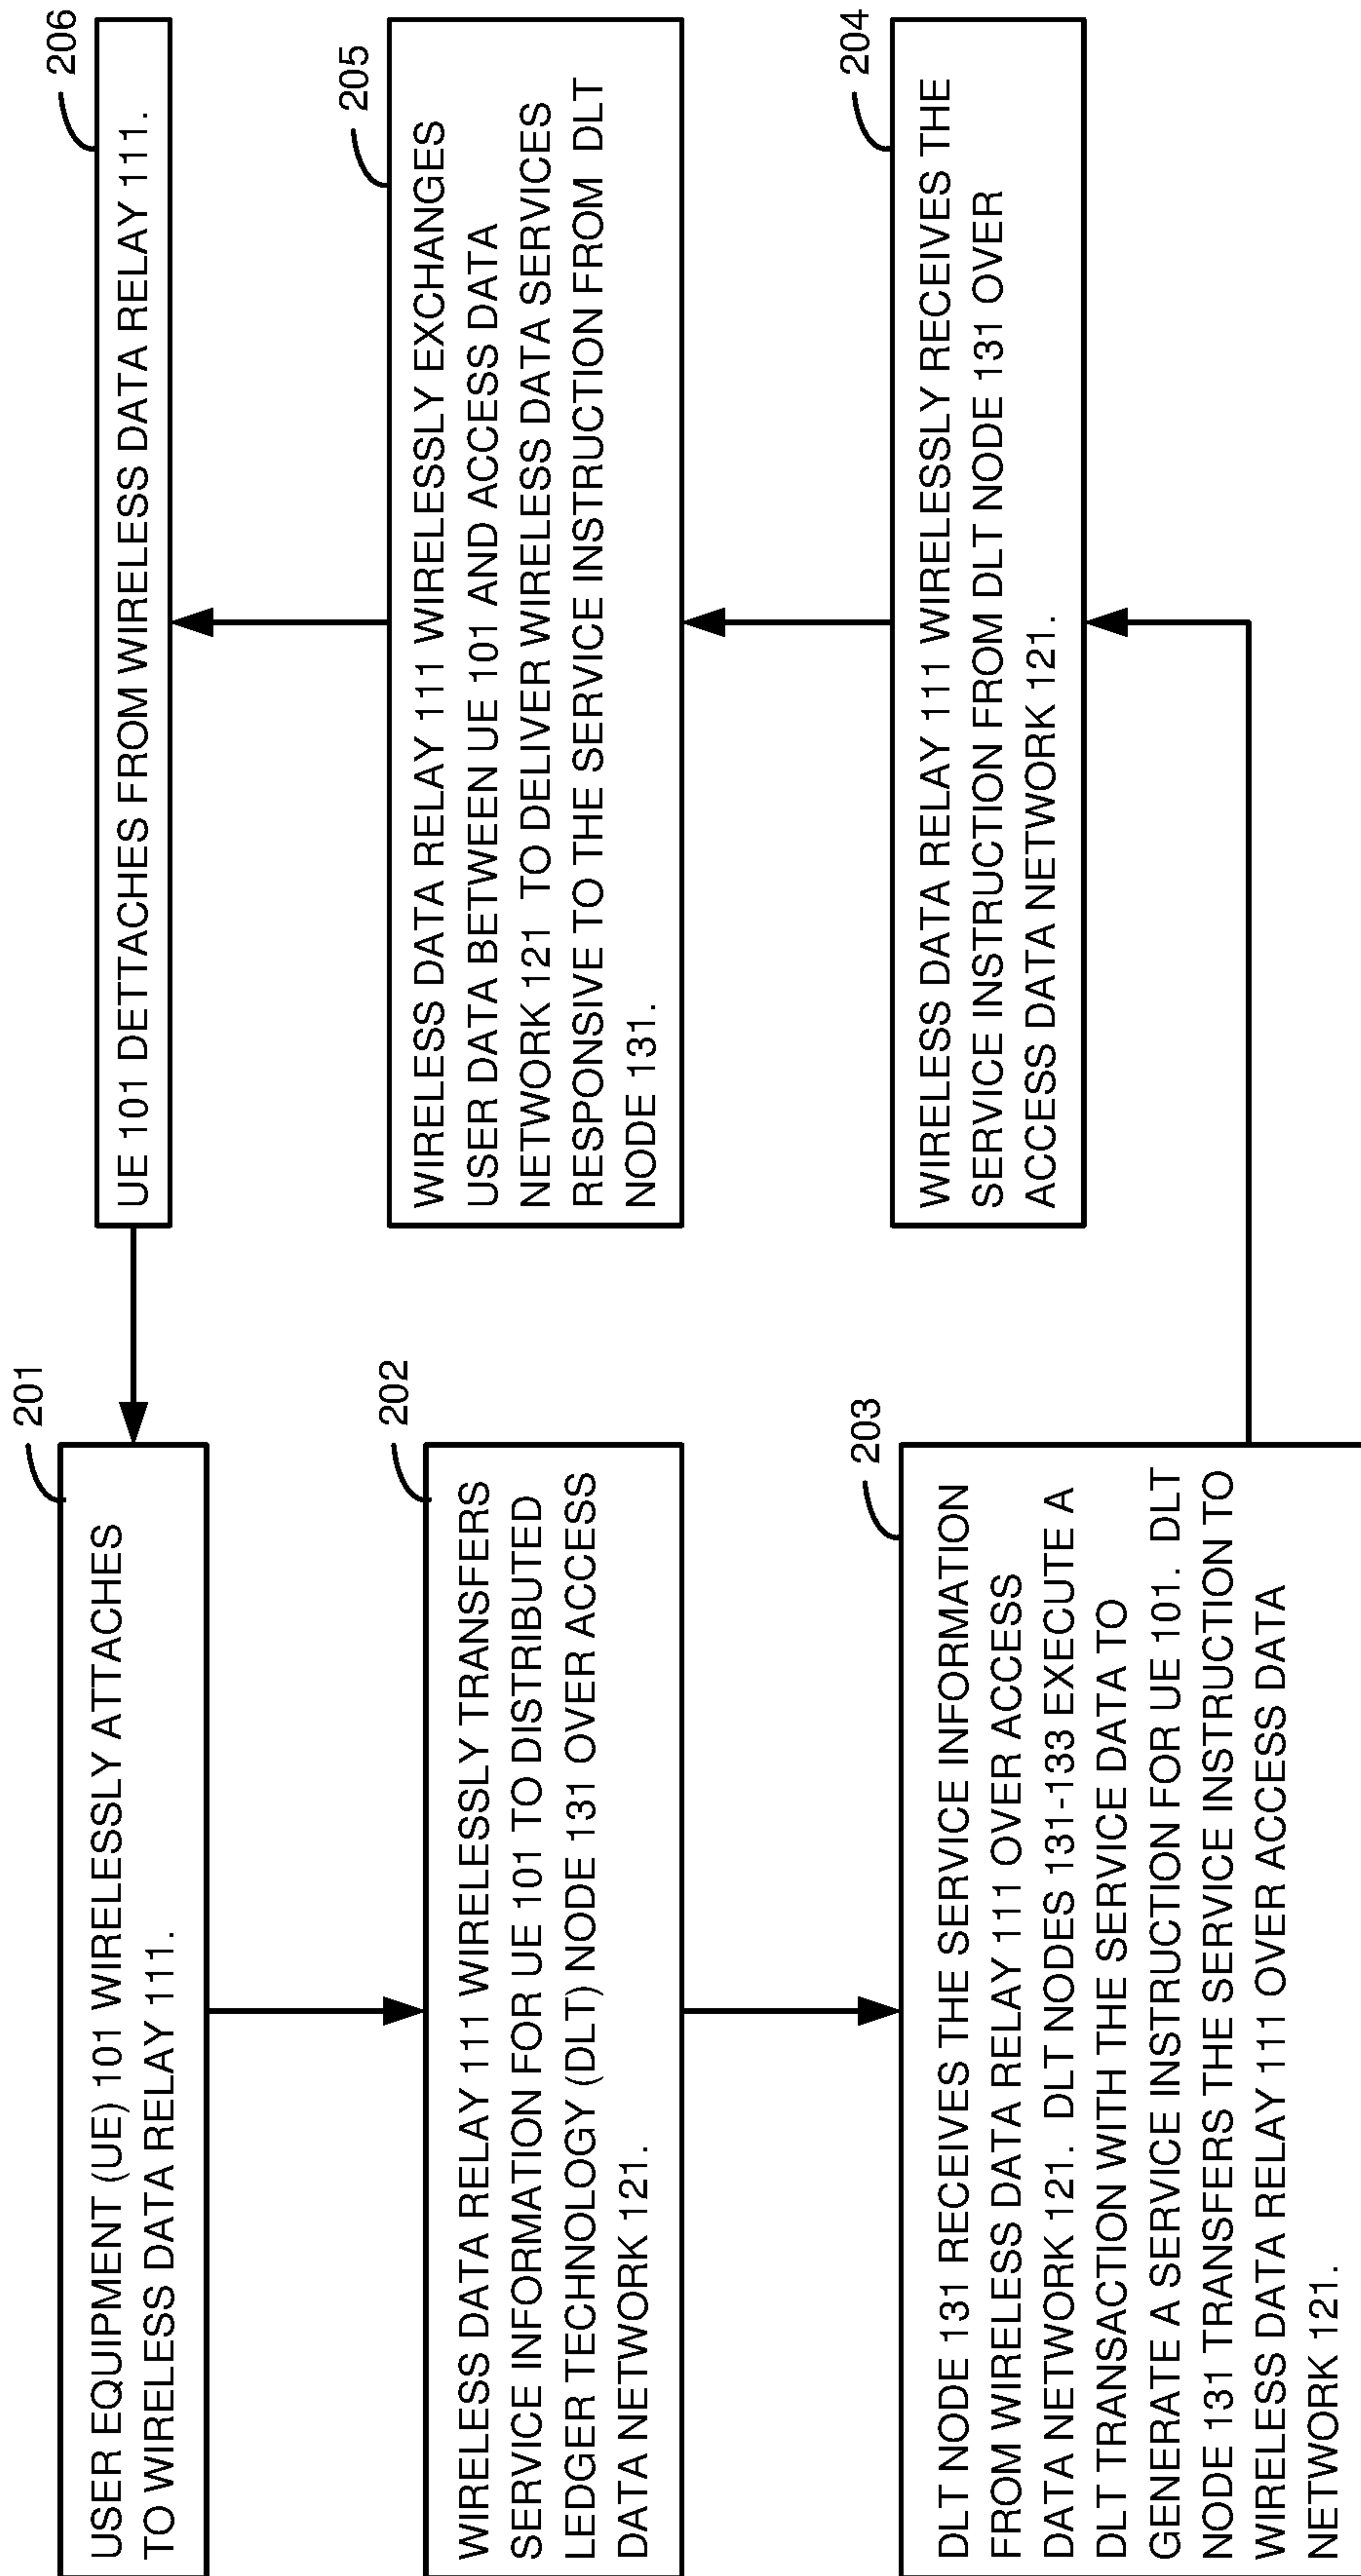 201
USER EQUIPMENT (UE) 101 WIRELESSLY ATTACHES
TO WIRELESS DATA RELAY 111.
202
WIRELESS DATA RELAY 111 WIRELESSLY TRANSFERS
SERVICE INFORMATION FOR UE 101 TO DISTRIBUTED
LEDGER TECHNOLOGY (DLT) NODE 131 OVER ACCESS
DATA NETWORK 121.
203
DLT NODE 131 RECEIVES THE SERVICE INFORMATION
FROM WIRELESS DATA RELAY 111 OVER ACCESS
DATA NETWORK 121. DLT NODES 131-133 EXECUTE A
DLT TRANSACTION WITH THE SERVICE DATA TO
GENERATE A SERVICE INSTRUCTION FOR UE 101. DLT
NODE 131 TRANSFERS THE SERVICE INSTRUCTION TO
WIRELESS DATA RELAY 111 OVER ACCESS DATA
NETWORK 121.
204
WIRELESS DATA RELAY 111 WIRELESSLY RECEIVES THE
SERVICE INSTRUCTION FROM DLT NODE 131 OVER
ACCESS DATA NETWORK 121.
205
WIRELESS DATA RELAY 111 WIRELESSLY EXCHANGES
USER DATA BETWEEN UE 101 AND ACCESS DATA
NETWORK 121 TO DELIVER WIRELESS DATA SERVICES
RESPONSIVE TO THE SERVICE INSTRUCTION FROM DLT
NODE 131.
206
UE 101 DETTACHES FROM WIRELESS DATA RELAY 111.